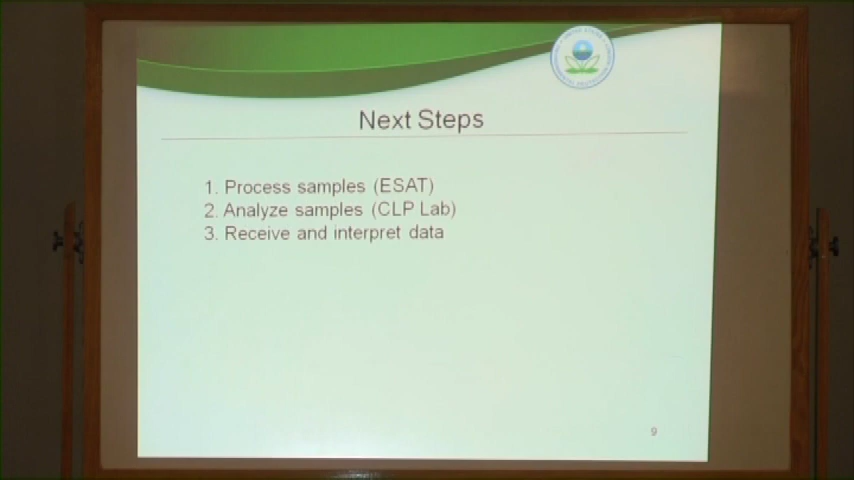 Next Steps
1. Process samples (ESAT)
2. Analyze samples (CLP Lab)
3. Receive and interpret data
9